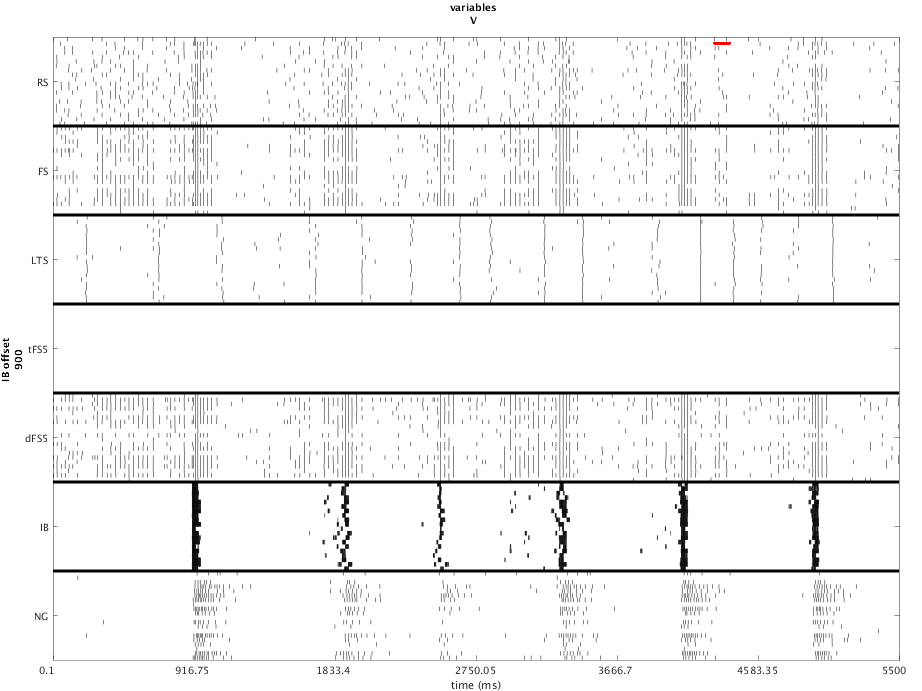 variables
V
RS
FS
LTS
tFS5
dFS5
IB
NG
IB offset
900
0.1 916.75 1833.4 2750.05 3666.7 4583.35 5500
time (ms)